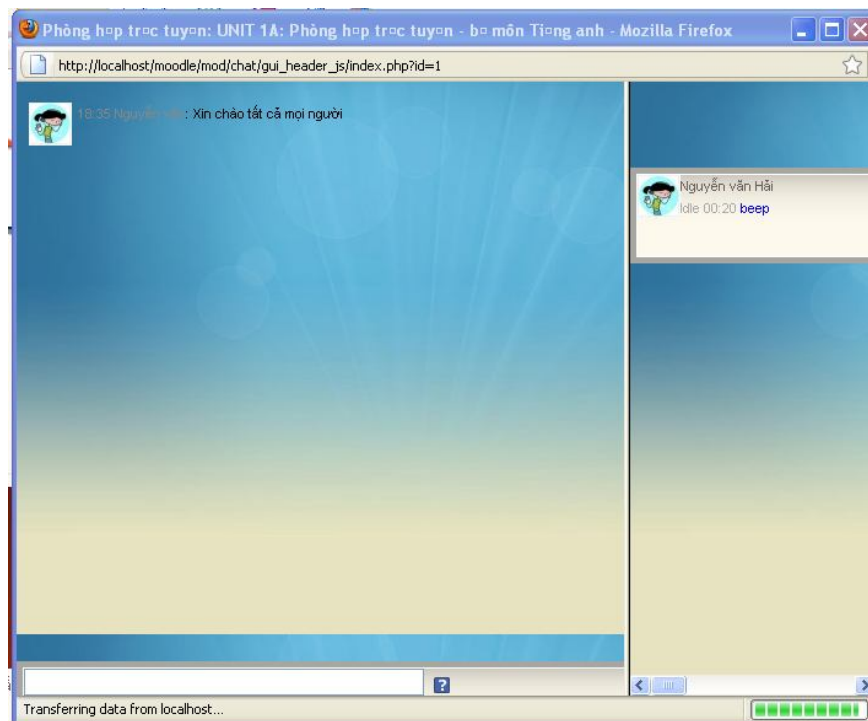 Phòng h¤p tr¤c tuy¤n: UNIT 1A: Phòng h¤p tr¤c tuy¤n - b¤ môn Ti¤ng anh - Mozilla Firefox
http://localhost/moodle/mod/chat/gui_header_js/index.php?id=1
18:35 Nguyễn : Xin chào tất cả mọi người
Nguyễn văn Hải
Idle 00:20 beep
?
Transferring data from localhost...